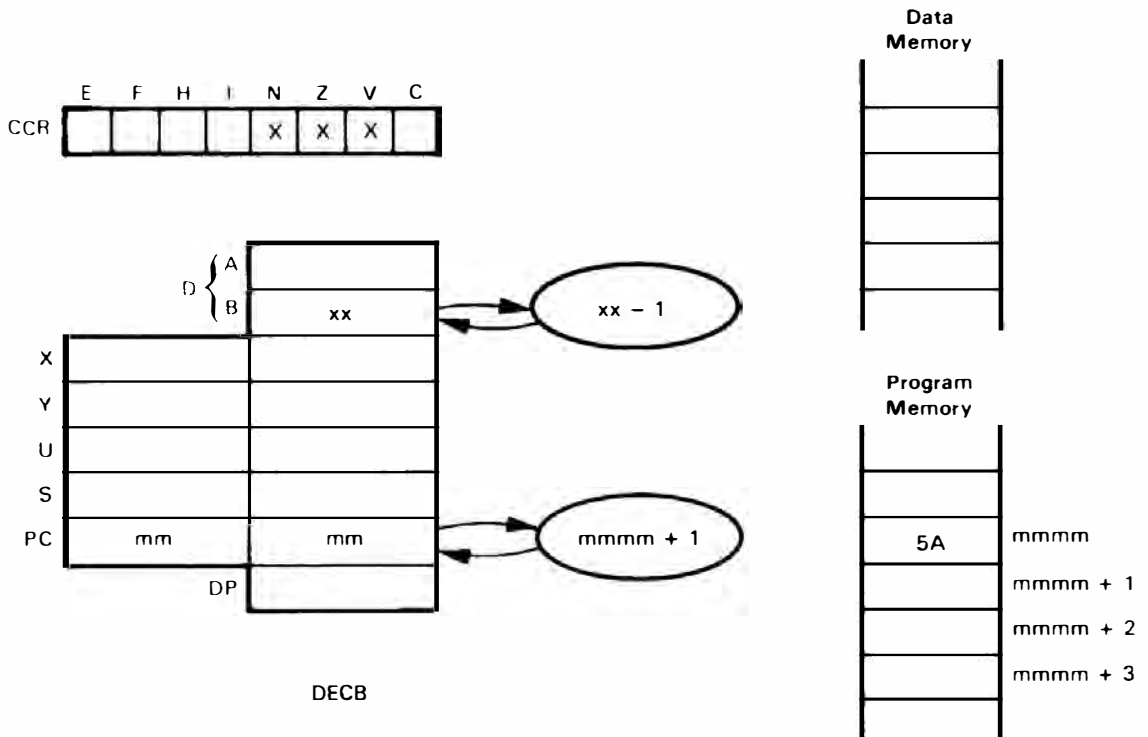 E F H I N Z V C
CCR X X X
D { A
B xx
xx – 1
X
Y
U
S
PC mm mm
mmmm + 1
DP
DECB
Data
Memory
Program
Memory
5A mmmm
mmmm + 1
mmmm + 2
mmmm + 3